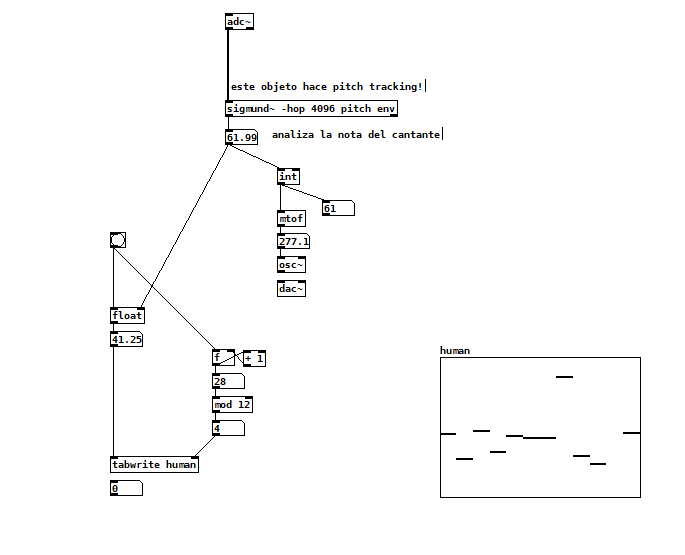 adc~
este objeto hace pitch tracking!
sigmund~ -hop 4096 pitch env
61.99
analiza la nota del cantante
int
61
mtof
277.1
osc~
dac~
float
41.25
f
+ 1
28
mod 12
4
human
tabwrite human
0